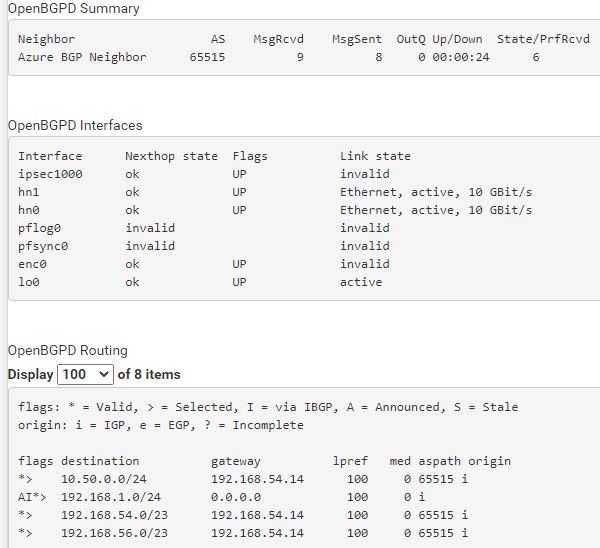 OpenBGPD Summary
Neighbor AS MsgRcvd MsgSent OutQ Up/Down State/PrfRcvd
Azure BGP Neighbor 65515 9 8 0 00:00:24 6
OpenBGPD Interfaces
Interface Nexthop state Flags Link state
ipsec1000 ok UP invalid
hn1 ok UP Ethernet, active, 10 GBit/s
hn0 ok UP Ethernet, active, 10 GBit/s
pflog0 invalid invalid
pfsync0 invalid invalid
enc0 ok UP invalid
lo0 ok UP active
OpenBGPD Routing
Display 100 of 8 items
flags: * = Valid, > = Selected, I = via IBGP, A = Announced, S = Stale
origin: i = IGP, e = EGP, ? = Incomplete
flags destination gateway lpref med aspath origin
*> 10.50.0.0/24 192.168.54.14 100 0 65515 i
AI*> 192.168.1.0/24 0.0.0.0 100 0 i
*> 192.168.54.0/23 192.168.54.14 100 0 65515 i
*> 192.168.56.0/23 192.168.54.14 100 0 65515 i